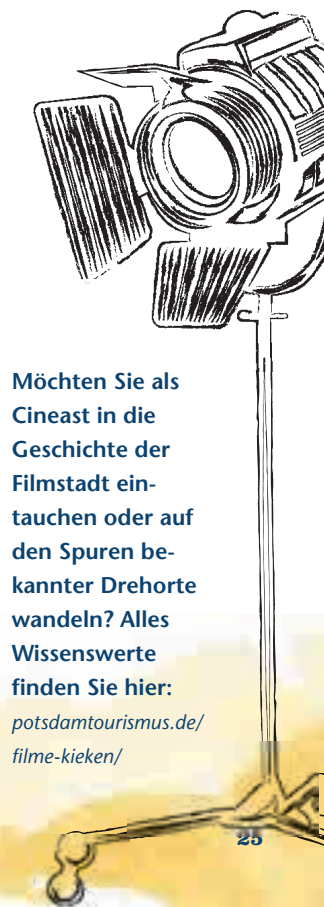 Möchten Sie als
Cineast in die
Geschichte der
Filmstadt ein-
tauchen oder auf
den Spuren be-
kannter Drehorte
wandeln? Alles
Wissenswerte
finden Sie hier:
potsdamtourismus.de/
filme-kieken/
25